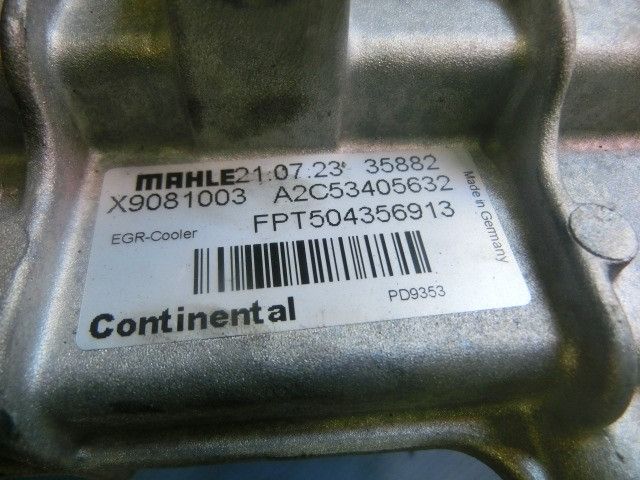 MAHLE 21.07.23 35882
X9081003 A2C53405632
FPT504356913
EGR-Cooler
Made in Germany
PD9353
Continental